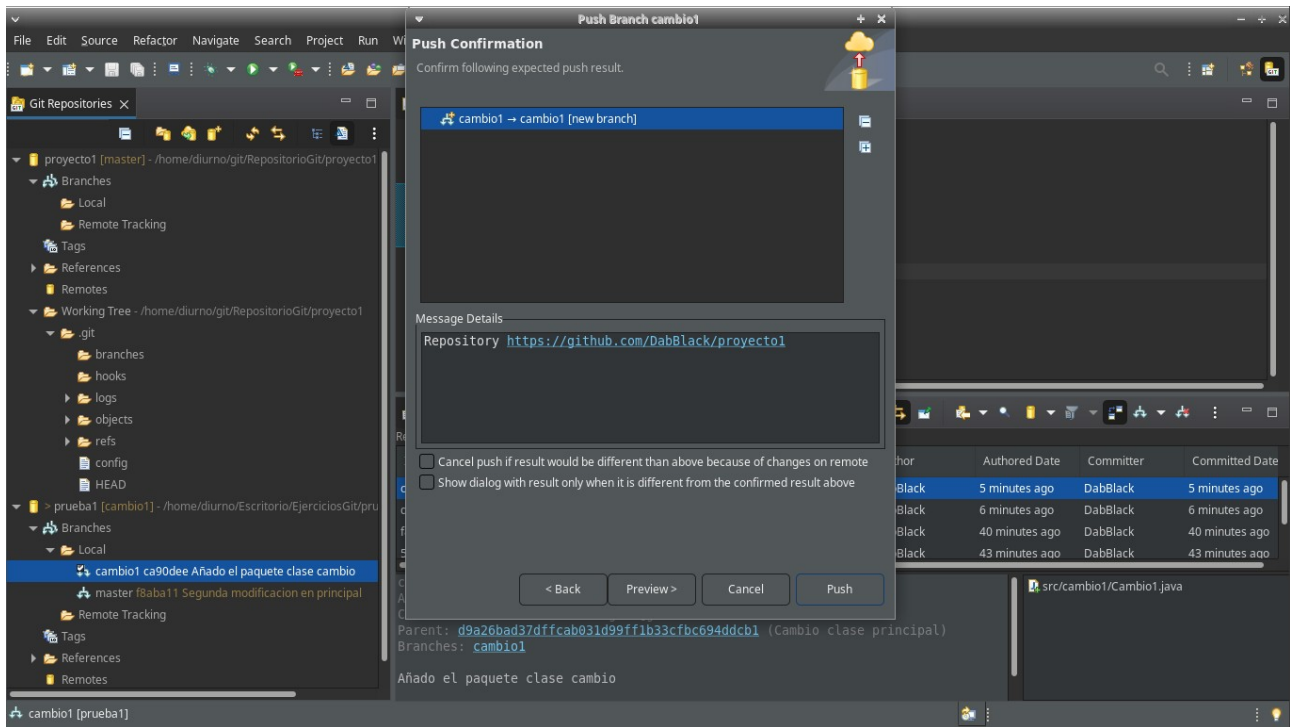 Push Branch cambio1
File Edit Source Refactor Navigate Search Project Run Wi
Push Confirmation
Confirm following expected push result.
GIT
Git Repositories
cambio1 → cambio1 [new branch]
proyecto1 [master] - /home/diurno/git/RepositorioGit/proyecto1
Branches
Local
Remote Tracking
Tags
References
Remotes
Working Tree - /home/diurno/git/RepositorioGit/proyecto1
.git
branches
hooks
logs
objects
refs
config
HEAD
> prueba1 [cambio1] - /home/diurno/Escritorio/EjerciciosGit/pru
Branches
Local
cambio1 ca90dee Añado el paquete clase cambio
master f8aba11 Segunda modificacion en principal
Remote Tracking
Tags
References
Remotes
Message Details
Repository https://github.com/DabBlack/proyecto1
Cancel push if result would be different than above because of changes on remote
Show dialog with result only when it is different from the confirmed result above
< Back Preview > Cancel Push
hor Authored Date Committer Committed Date
Black 5 minutes ago DabBlack 5 minutes ago
Black 6 minutes ago DabBlack 6 minutes ago
Black 40 minutes ago DabBlack 40 minutes ago
Black 43 minutes ago DabBlack 43 minutes ago
Parent: d9a26bad37dffcab031d99ff1b33cfbc694ddcb1 (Cambio clase principal)
Branches: cambio1
Añado el paquete clase cambio
src/cambio1/Cambio1.java
cambio1 [prueba1]